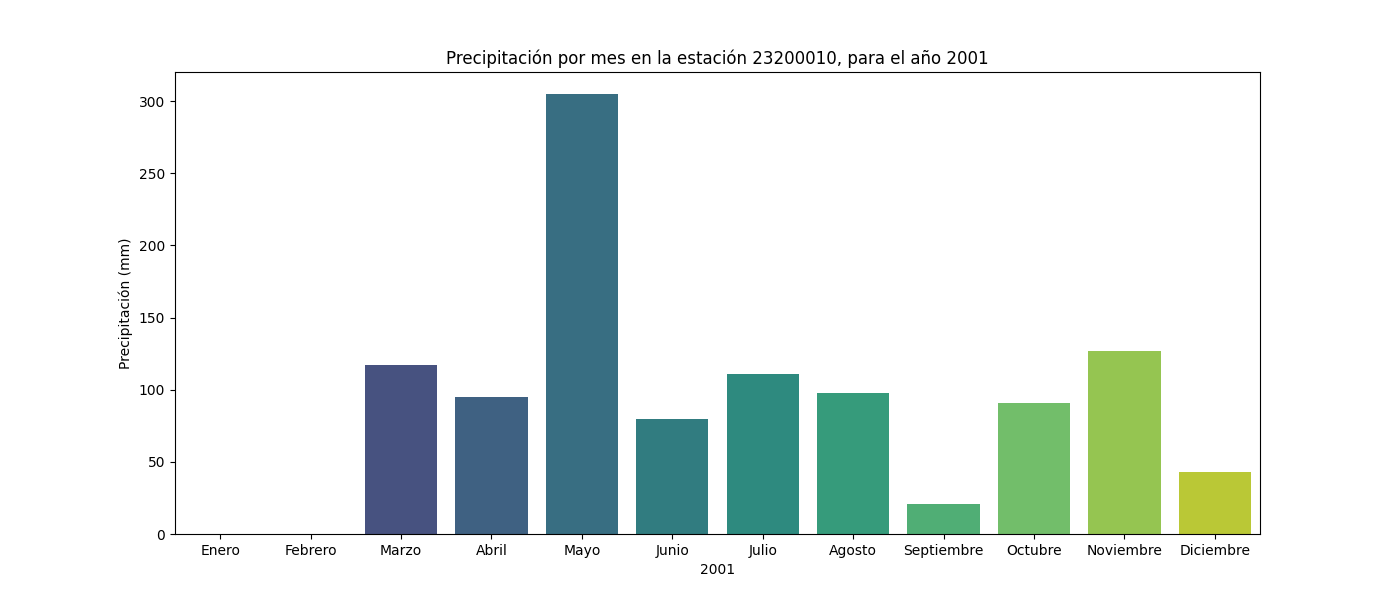 Precipitación por mes en la estación 23200010, para el año 2001
Precipitación (mm)
300
250
200
150
100
50
0
Enero Febrero Marzo Abril Mayo Junio Julio Agosto Septiembre Octubre Noviembre Diciembre
2001